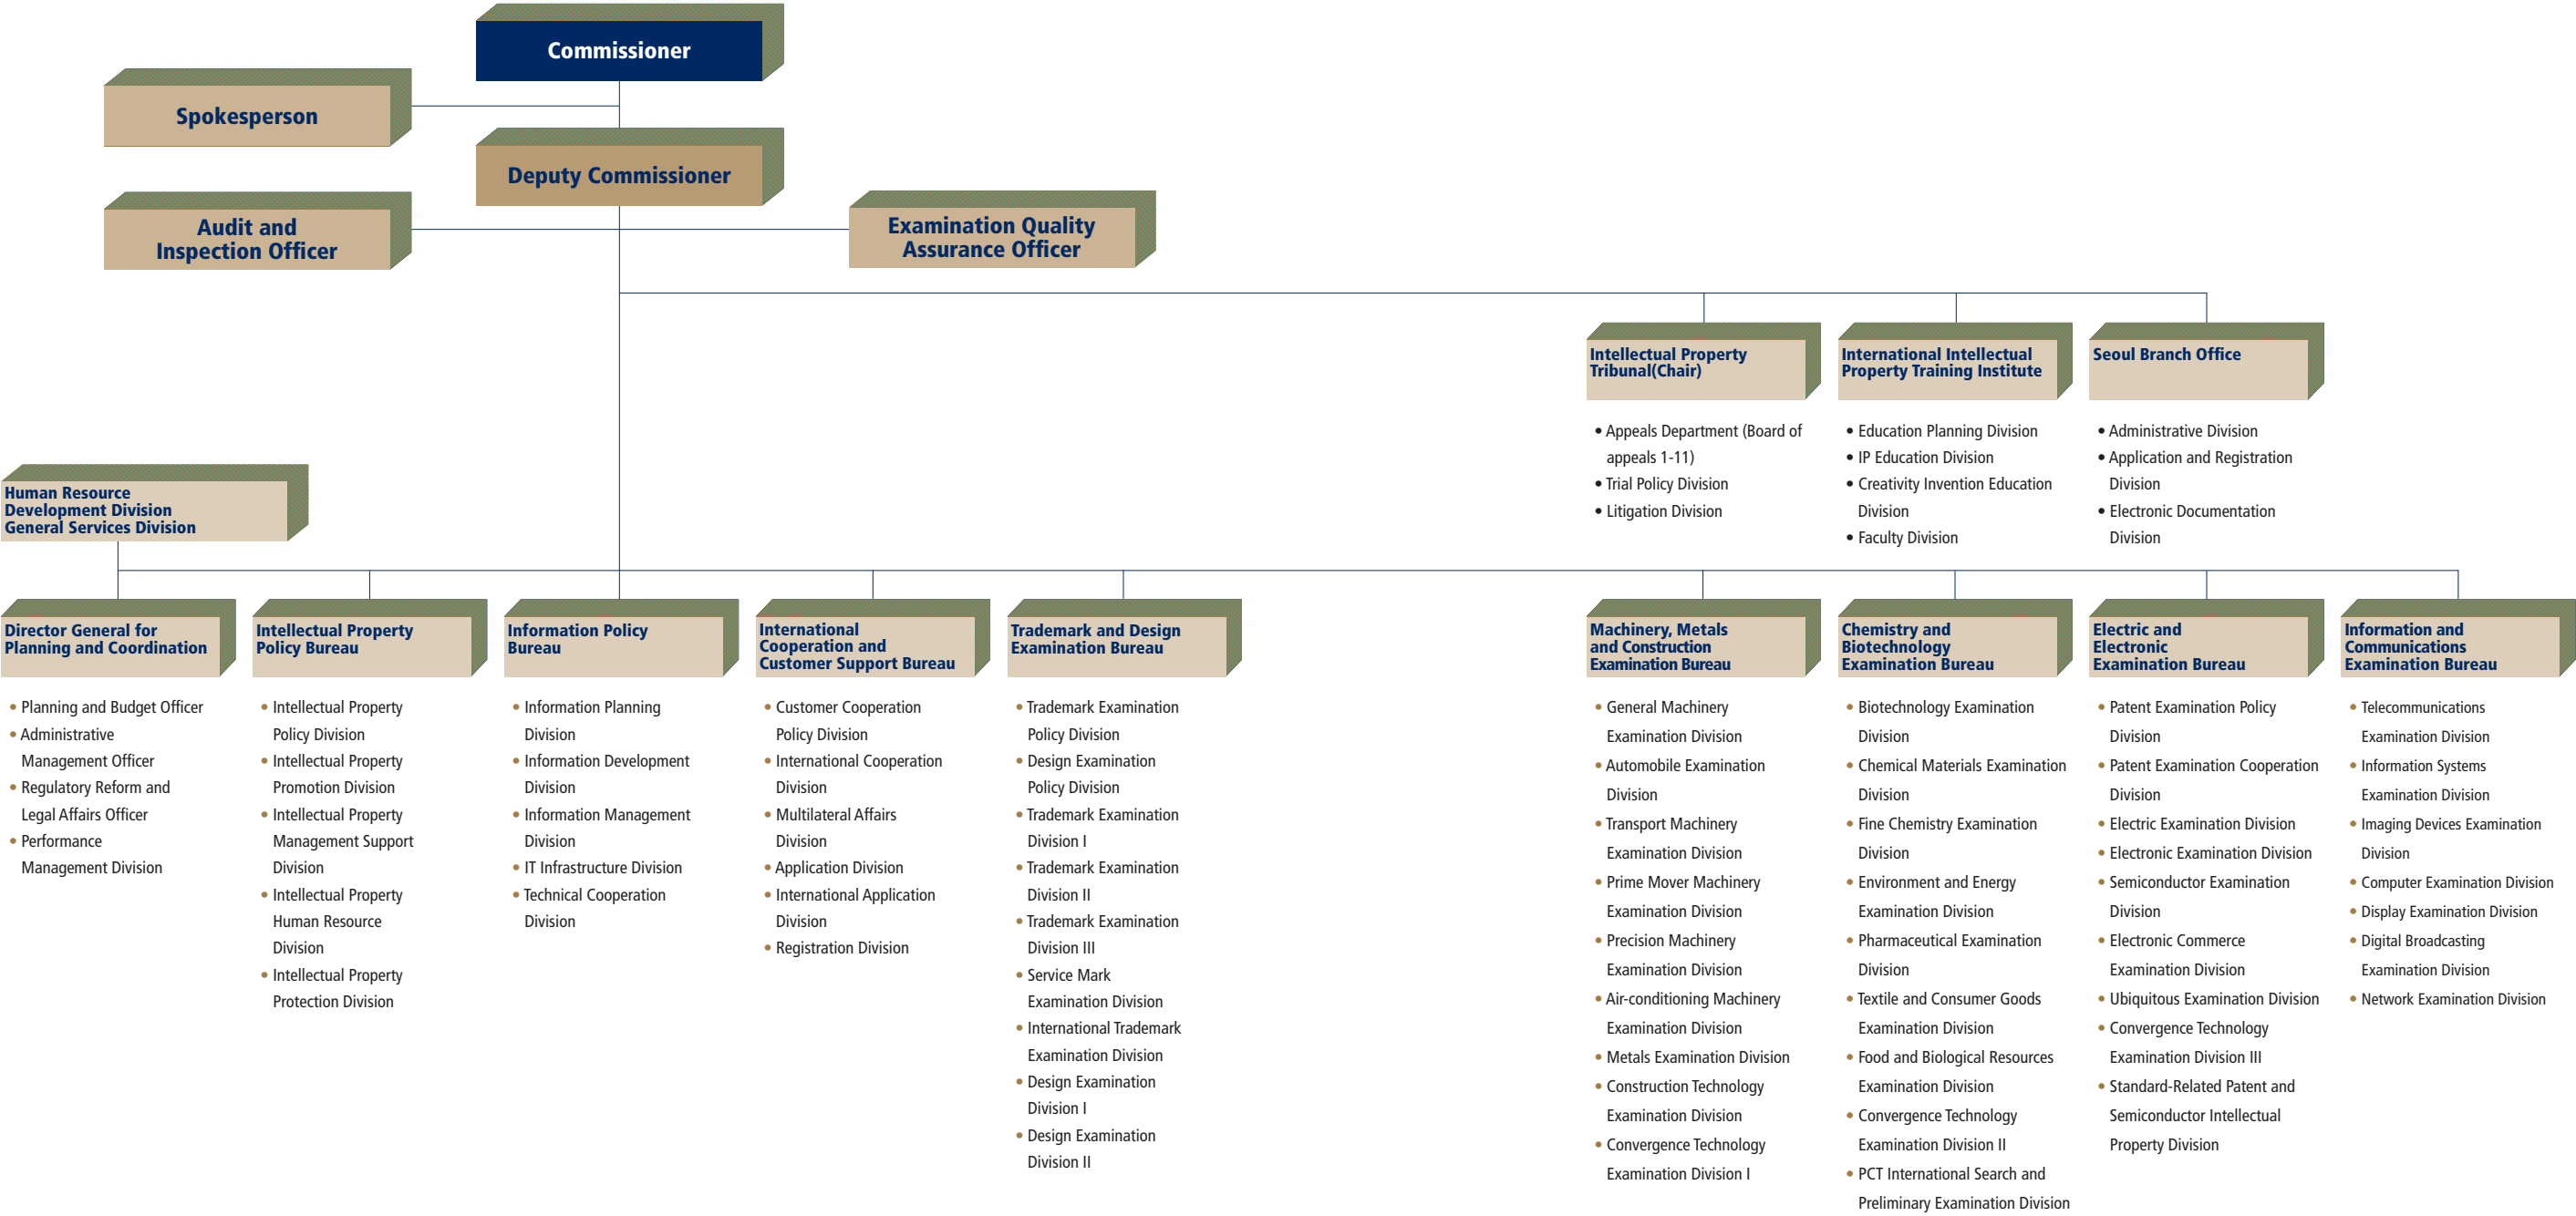 Commissioner
Spokesperson
Deputy Commissioner
Audit and
Inspection Officer
Examination Quality
Assurance Officer
Intellectual Property
Tribunal(Chair)
• Appeals Department (Board of
appeals 1-11)
• Trial Policy Division
• Litigation Division
International Intellectual
Property Training Institute
• Education Planning Division
• IP Education Division
• Creativity Invention Education
Division
• Faculty Division
Seoul Branch Office
• Administrative Division
• Application and Registration
Division
• Electronic Documentation
Division
Human Resource
Development Division
General Services Division
Director General for
Planning and Coordination
• Planning and Budget Officer
• Administrative
Management Officer
• Regulatory Reform and
Legal Affairs Officer
• Performance
Management Division
Intellectual Property
Policy Bureau
• Intellectual Property
Policy Division
• Intellectual Property
Promotion Division
• Intellectual Property
Management Support
Division
• Intellectual Property
Human Resource
Division
• Intellectual Property
Protection Division
Information Policy
Bureau
• Information Planning
Division
• Information Development
Division
• Information Management
Division
• IT Infrastructure Division
• Technical Cooperation
Division
International
Cooperation and
Customer Support Bureau
• Customer Cooperation
Policy Division
• International Cooperation
Division
• Multilateral Affairs
Division
• Application Division
• International Application
Division
• Registration Division
Trademark and Design
Examination Bureau
• Trademark Examination
Policy Division
• Design Examination
Policy Division
• Trademark Examination
Division I
• Trademark Examination
Division II
• Trademark Examination
Division III
• Service Mark
Examination Division
• International Trademark
Examination Division
• Design Examination
Division I
• Design Examination
Division II
Machinery, Metals
and Construction
Examination Bureau
• General Machinery
Examination Division
• Automobile Examination
Division
• Transport Machinery
Examination Division
• Prime Mover Machinery
Examination Division
• Precision Machinery
Examination Division
• Air-conditioning Machinery
Examination Division
• Metals Examination Division
• Construction Technology
Examination Division
• Convergence Technology
Examination Division I
Chemistry and
Biotechnology
Examination Bureau
• Biotechnology Examination
Division
• Chemical Materials Examination
Division
• Fine Chemistry Examination
Division
• Environment and Energy
Examination Division
• Pharmaceutical Examination
Division
• Textile and Consumer Goods
Examination Division
• Food and Biological Resources
Examination Division
• Convergence Technology
Examination Division II
• PCT International Search and
Preliminary Examination Division
Electric and
Electronic
Examination Bureau
• Patent Examination Policy
Division
• Patent Examination Cooperation
Division
• Electric Examination Division
• Electronic Examination Division
• Semiconductor Examination
Division
• Electronic Commerce
Examination Division
• Ubiquitous Examination Division
• Convergence Technology
Examination Division III
• Standard-Related Patent and
Semiconductor Intellectual
Property Division
Information and
Communications
Examination Bureau
• Telecommunications
Examination Division
• Information Systems
Examination Division
• Imaging Devices Examination
Division
• Computer Examination Division
• Display Examination Division
• Digital Broadcasting
Examination Division
• Network Examination Division